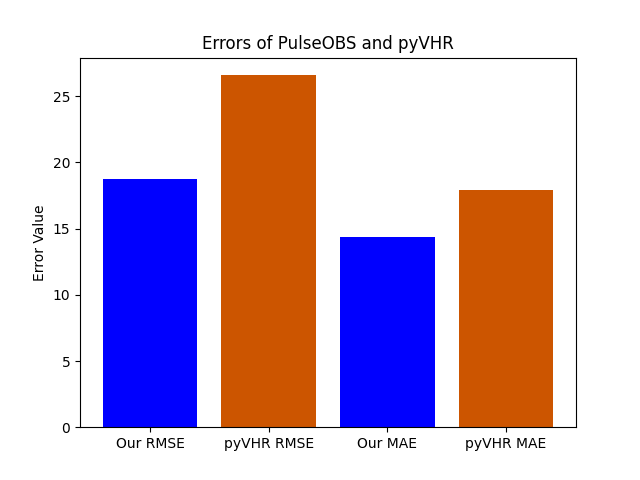 Errors of PulseOBS and pyVHR
Error Value
25
20
15
10
5
0
Our RMSE
pyVHR RMSE
Our MAE
pyVHR MAE